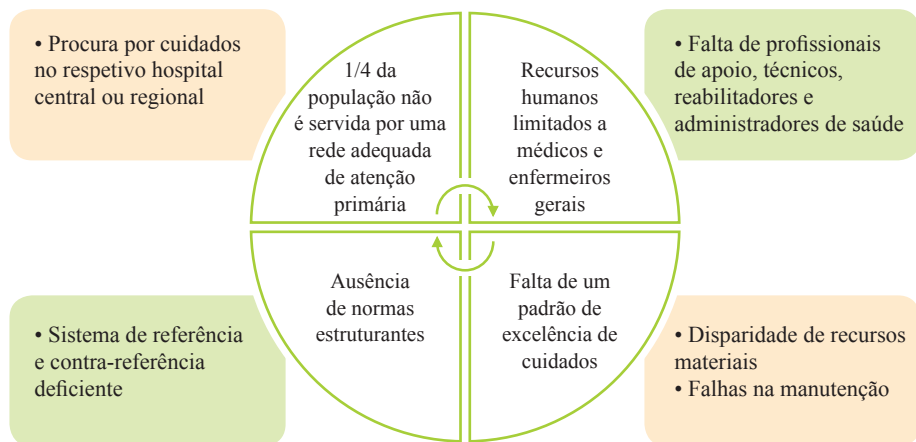 • Procura por cuidados
no respetivo hospital
central ou regional
1/4 da
população não
é servida por uma
rede adequada
de atenção
primária
Recursos
humanos
limitados a
médicos e
enfermeiros
gerais
• Falta de profissionais
de apoio, técnicos,
reabilitadores e
administradores de saúde
• Sistema de referência
e contra-referência
deficiente
Ausência
de normas
estruturantes
Falta de um
padrão de
excelência de
cuidados
• Disparidade de recursos
materiais
• Falhas na manutenção